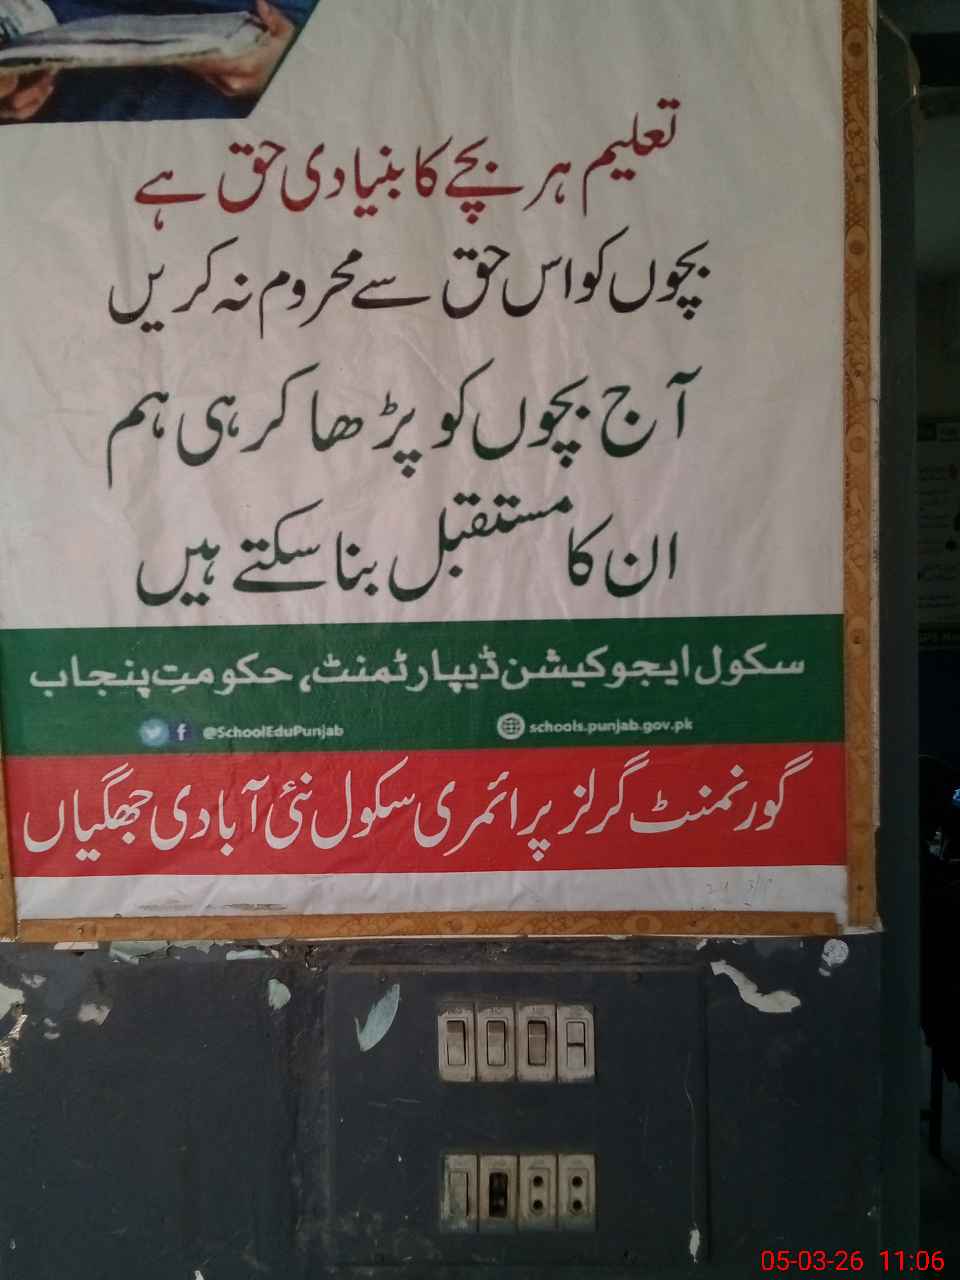 تعلیم ہر بچے کا بنیادی حق ہے
بچوں کو اس حق سے محروم نہ کریں
آج بچوں کو پڑھا کر ہی ہم
ان کا مستقبل بنا سکتے ہیں
سکول ایجوکیشن ڈیپارٹمنٹ، حکومتِ پنجاب
@SchoolEduPunjab schools.punjab.gov.pk
گورنمنٹ گرلز پرائمری سکول نئی آبادی جھگیاں
05-03-26 11:06